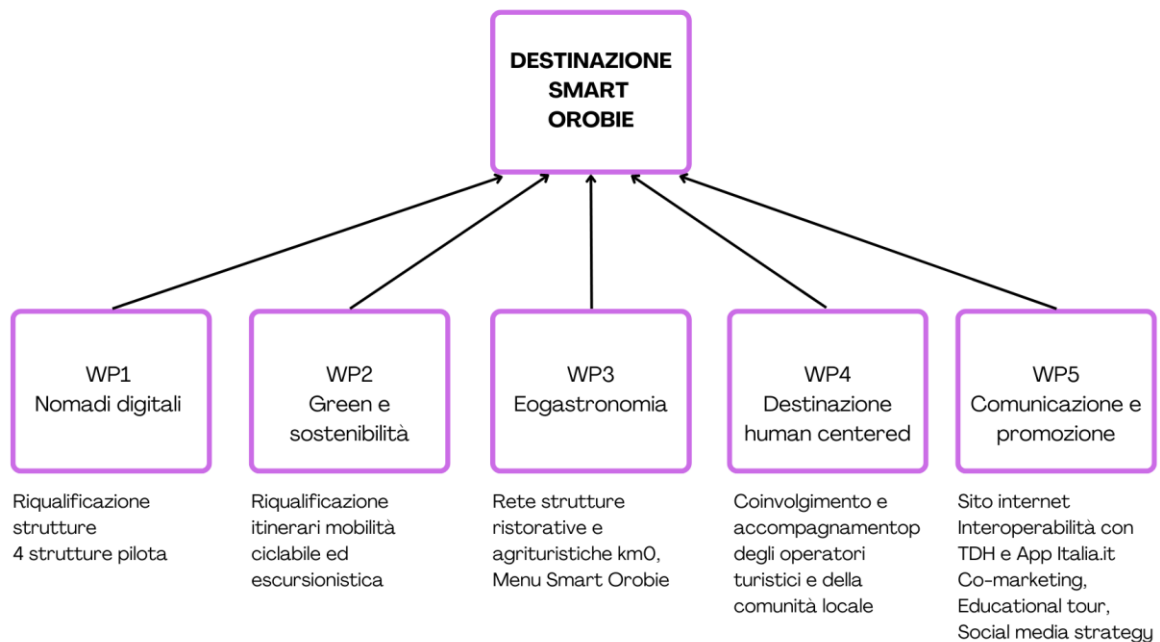 DESTINAZIONE
SMART
OROBIE
WP1
Nomadi digitali
WP2
Green e
sostenibilità
WP3
Eogastronomia
WP4
Destinazione
human centered
WP5
Comunicazione e
promozione
Riqualificazione
strutture
4 strutture pilota
Riqualificazione
itinerari mobilità
ciclabile ed
escursionistica
Rete strutture
ristorative e
agrituristiche km0,
Menu Smart Orobie
Coinvolgimento e
accompagnamentop
degli operatori
turistici e della
comunità locale
Sito internet
Interoperabilità con
TDH e App Italia.it
Co-marketing,
Educational tour,
Social media strategy